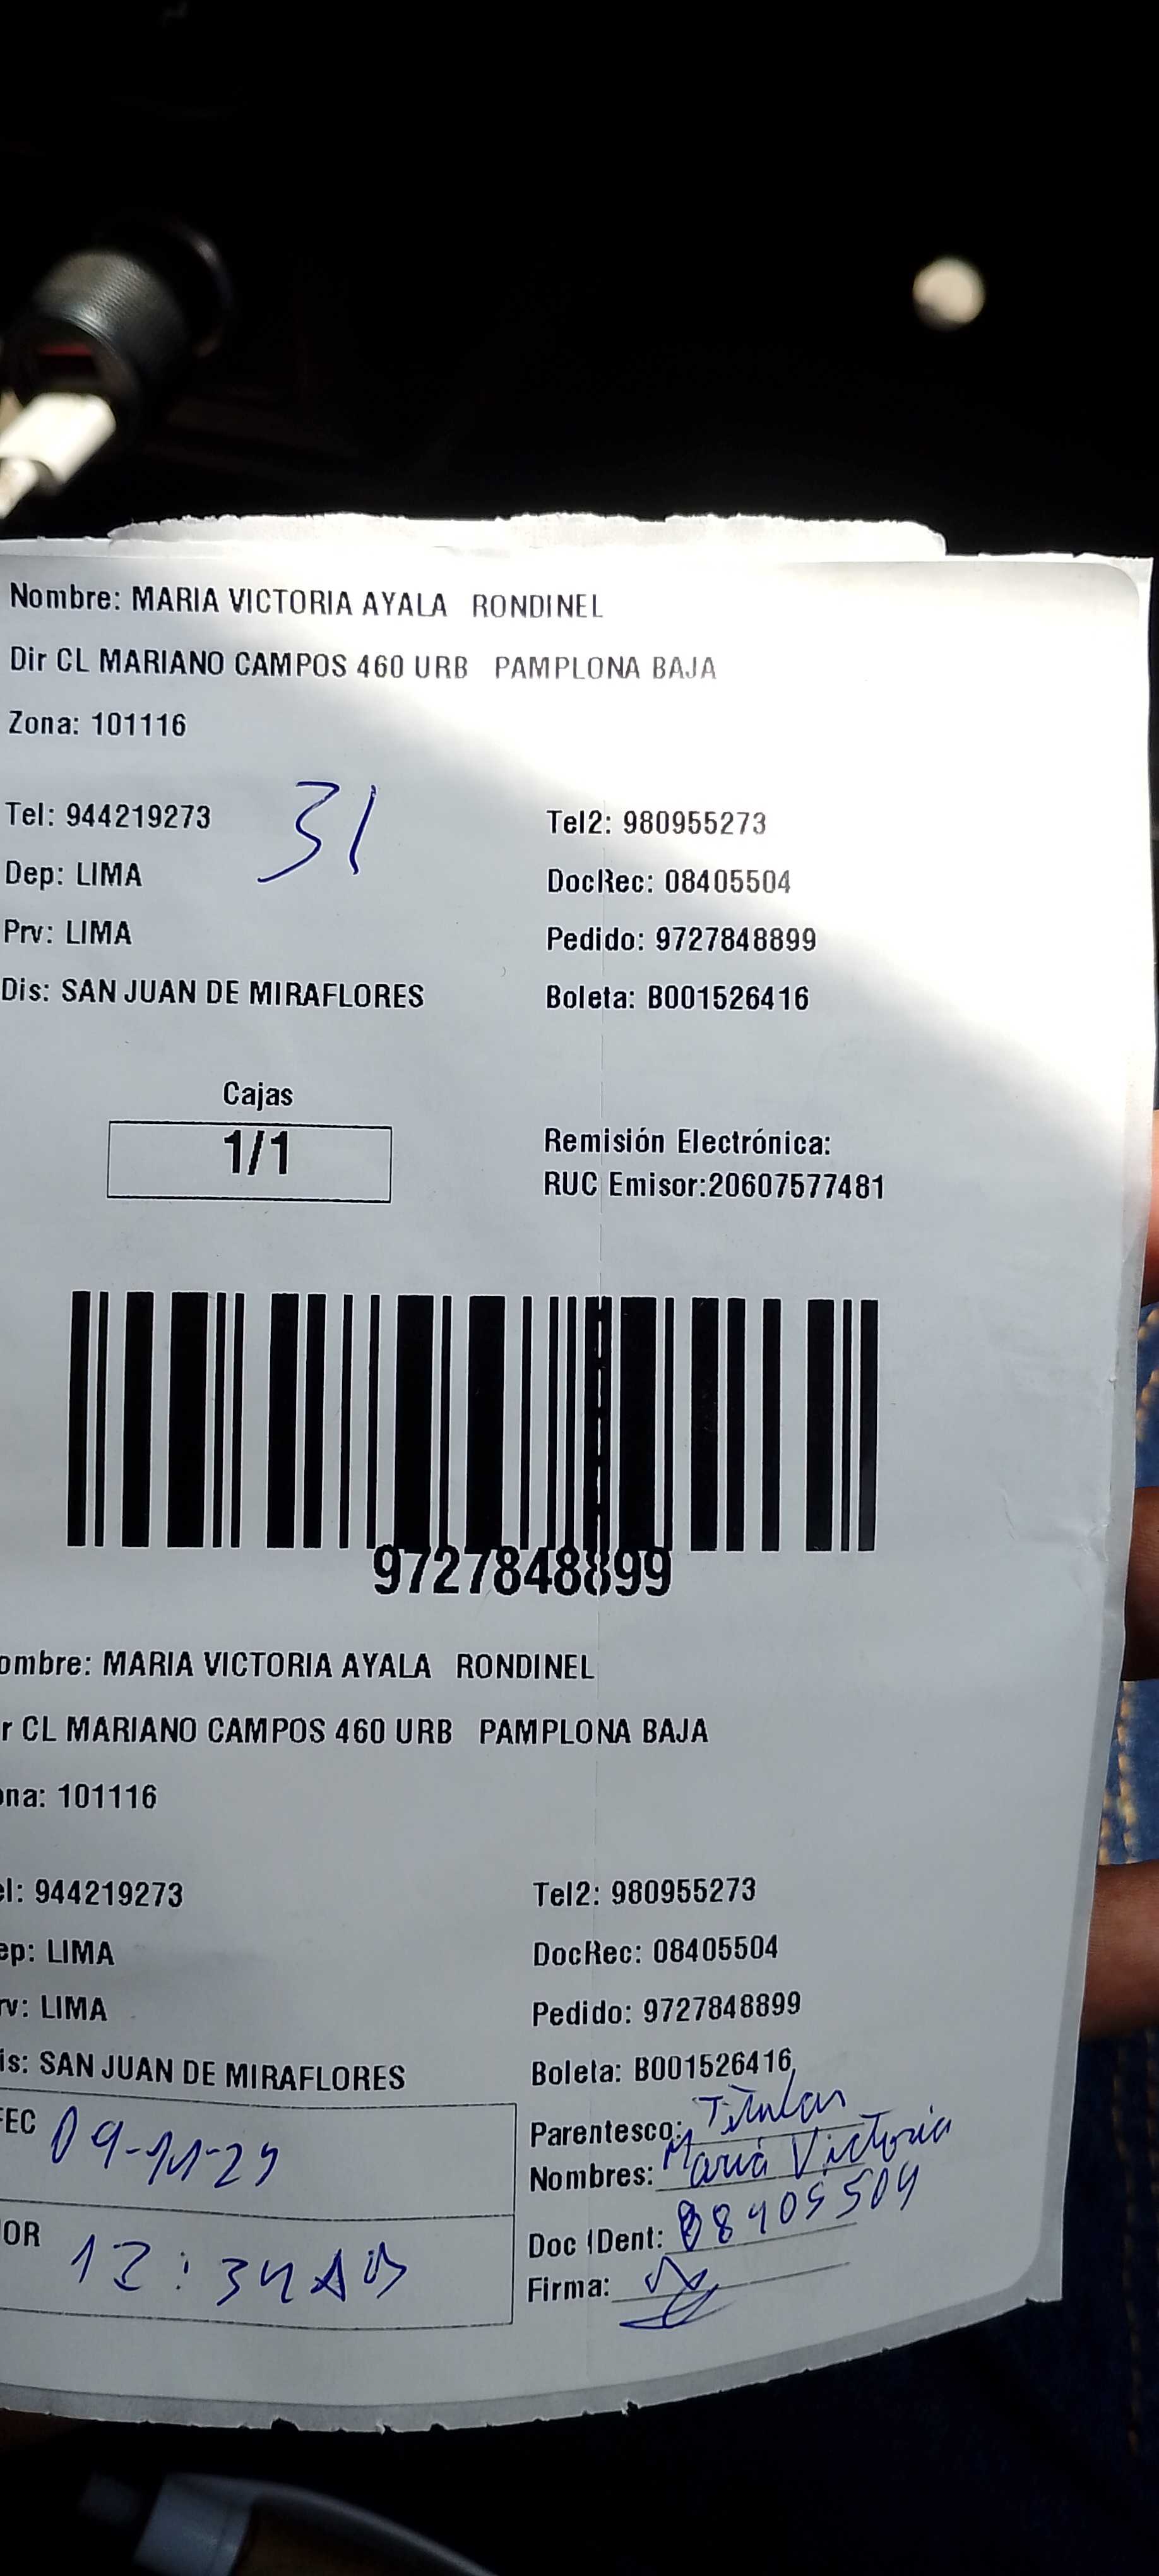 Nombre: MARIA VICTORIA AYALA RONDINEL
Dir CL MARIANO CAMPOS 460 URB PAMPLONA BAJA
Zona: 101116
31
Tel: 944219273 Tel2: 980955273
Dep: LIMA DocRec: 08405504
Prv: LIMA Pedido: 9727848899
Dis: SAN JUAN DE MIRAFLORES Boleta: B001526416
Cajas
1/1
Remisión Electrónica:
RUC Emisor:20607577481
9727848899
ombre: MARIA VICTORIA AYALA RONDINEL
r CL MARIANO CAMPOS 460 URB PAMPLONA BAJA
ona: 101116
el: 944219273 Tel2: 980955273
ep: LIMA DocRec: 08405504
rv: LIMA Pedido: 9727848899
is: SAN JUAN DE MIRAFLORES Boleta: B001526416
FEC Parentesco: Titular
Nombres: Maria Victoria
OR Doc IDent: 08405504
Firma: